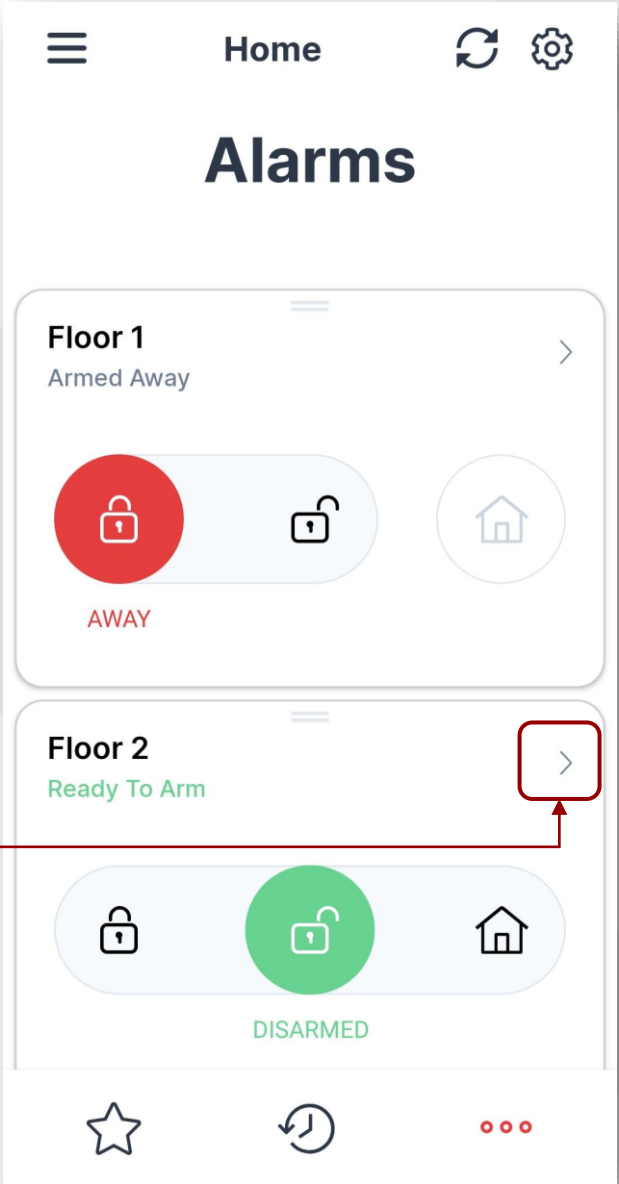 Home
Alarms
Floor 1
Armed Away
AWAY
Floor 2
Ready To Arm
DISARMED